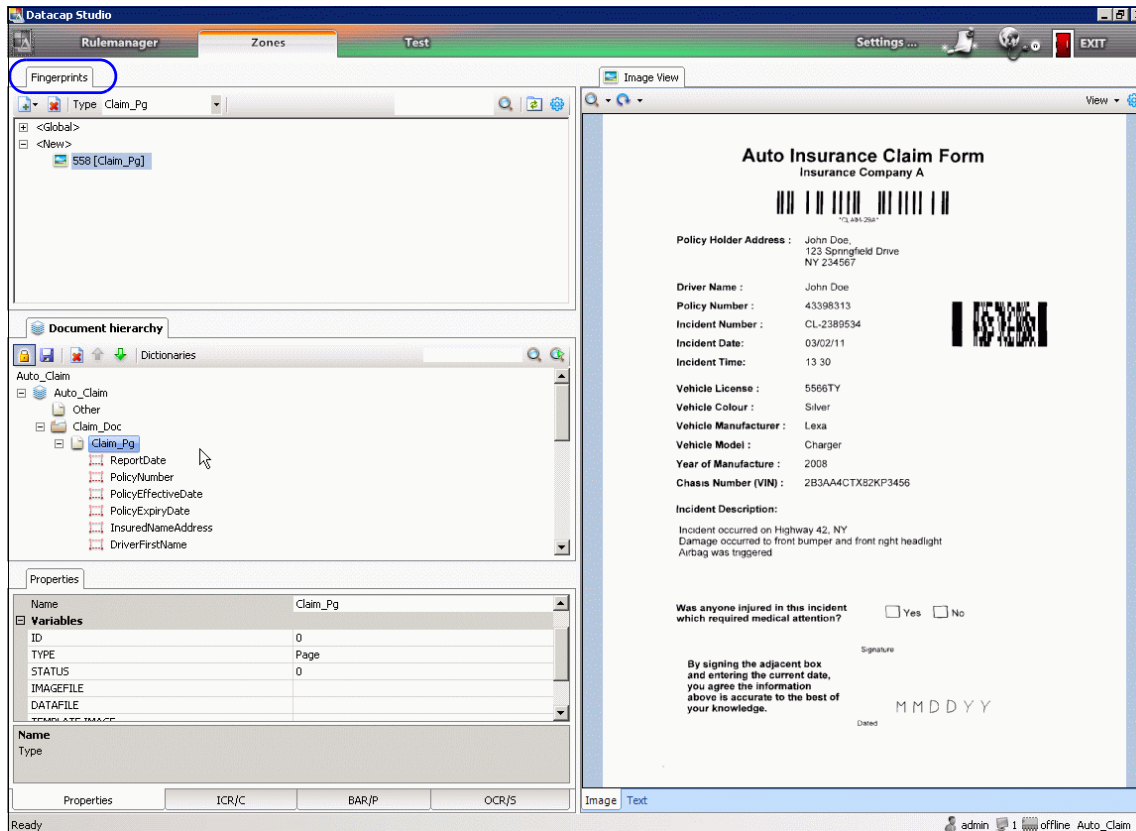 Datacap Studio
Rulemanager Zones Test Settings ... EXIT
Fingerprints
Type Claim_Pg
<Global>
<New>
558 [Claim_Pg]
Document hierarchy
Dictionaries
Auto_Claim
Auto_Claim
Other
Claim_Doc
Claim_Pg
ReportDate
PolicyNumber
PolicyEffectiveDate
PolicyExpiryDate
InsuredNameAddress
DriverFirstName
Properties
Name Claim_Pg
Variables
ID 0
TYPE Page
STATUS 0
IMAGEFILE
DATAFILE
TEMPLATE IMAGE
Name
Type
Properties ICR/C BAR/P OCR/S
Image View
View
Auto Insurance Claim Form
Insurance Company A
Policy Holder Address : John Doe,
123 Springfield Drive
NY 234567
Driver Name : John Doe
Policy Number : 43398313
Incident Number : CL-2389534
Incident Date: 03/02/11
Incident Time: 13 30
Vehicle License : 5566TY
Vehicle Colour : Silver
Vehicle Manufacturer : Lexa
Vehicle Model : Charger
Year of Manufacture : 2008
Chasis Number (VIN) : 2B3AA4CTX82KP3456
Incident Description:
Incident occurred on Highway 42, NY
Damage occurred to front bumper and front right headlight
Airbag was triggered
Was anyone injured in this incident
which required medical attention?
Yes No
Signature
By signing the adjacent box
and entering the current date,
you agree the information
above is accurate to the best of
your knowledge.
M M D D Y Y
Dated
Image Text
Ready
admin 1 offline Auto_Claim